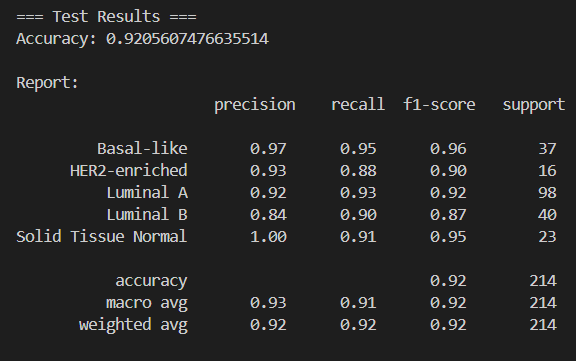 === Test Results ===
Accuracy: 0.9205607476635514
Report:
precision recall f1-score support
Basal-like 0.97 0.95 0.96 37
HER2-enriched 0.93 0.88 0.90 16
Luminal A 0.92 0.93 0.92 98
Luminal B 0.84 0.90 0.87 40
Solid Tissue Normal 1.00 0.91 0.95 23
accuracy 0.92 214
macro avg 0.93 0.91 0.92 214
weighted avg 0.92 0.92 0.92 214